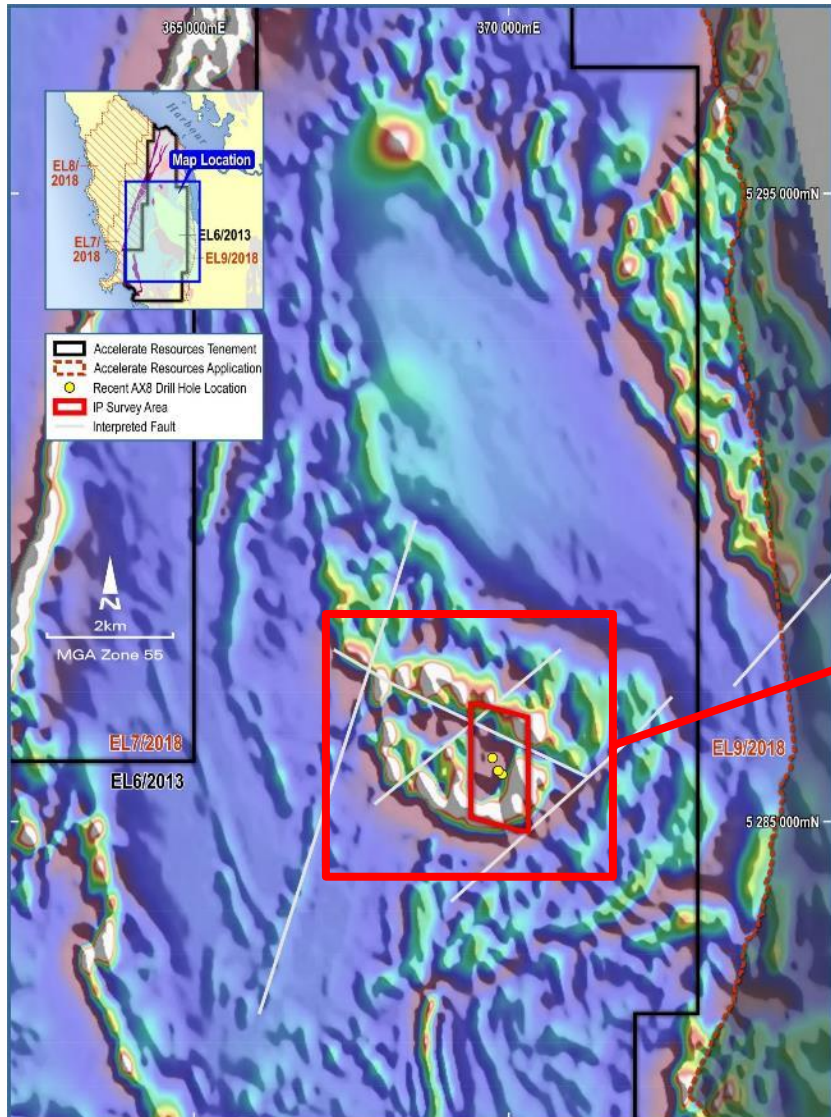 365 000mE
370 000mE
Harbour
EL8/
2018
Map Location
5 295 000mN
EL7/
2018
EL6/2013
EL9/2018
Accelerate Resources Tenement
Accelerate Resources Application
Recent AX8 Drill Hole Location
IP Survey Area
Interpreted Fault
N
2km
MGA Zone 55
EL7/2018
EL9/2018
EL6/2013
5 285 000mN